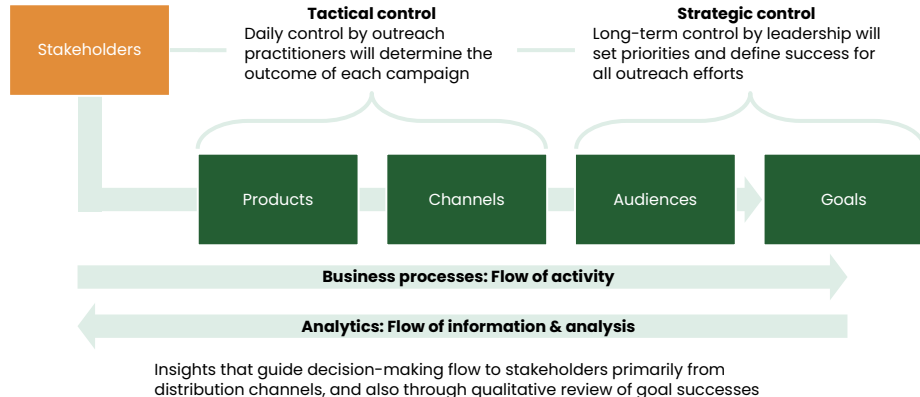 Stakeholders
Tactical control
Daily control by outreach
practitioners will determine the
outcome of each campaign
Strategic control
Long-term control by leadership will
set priorities and define success for
all outreach efforts
Products
Channels
Audiences
Goals
Business processes: Flow of activity
Analytics: Flow of information & analysis
Insights that guide decision-making flow to stakeholders primarily from
distribution channels, and also through qualitative review of goal successes